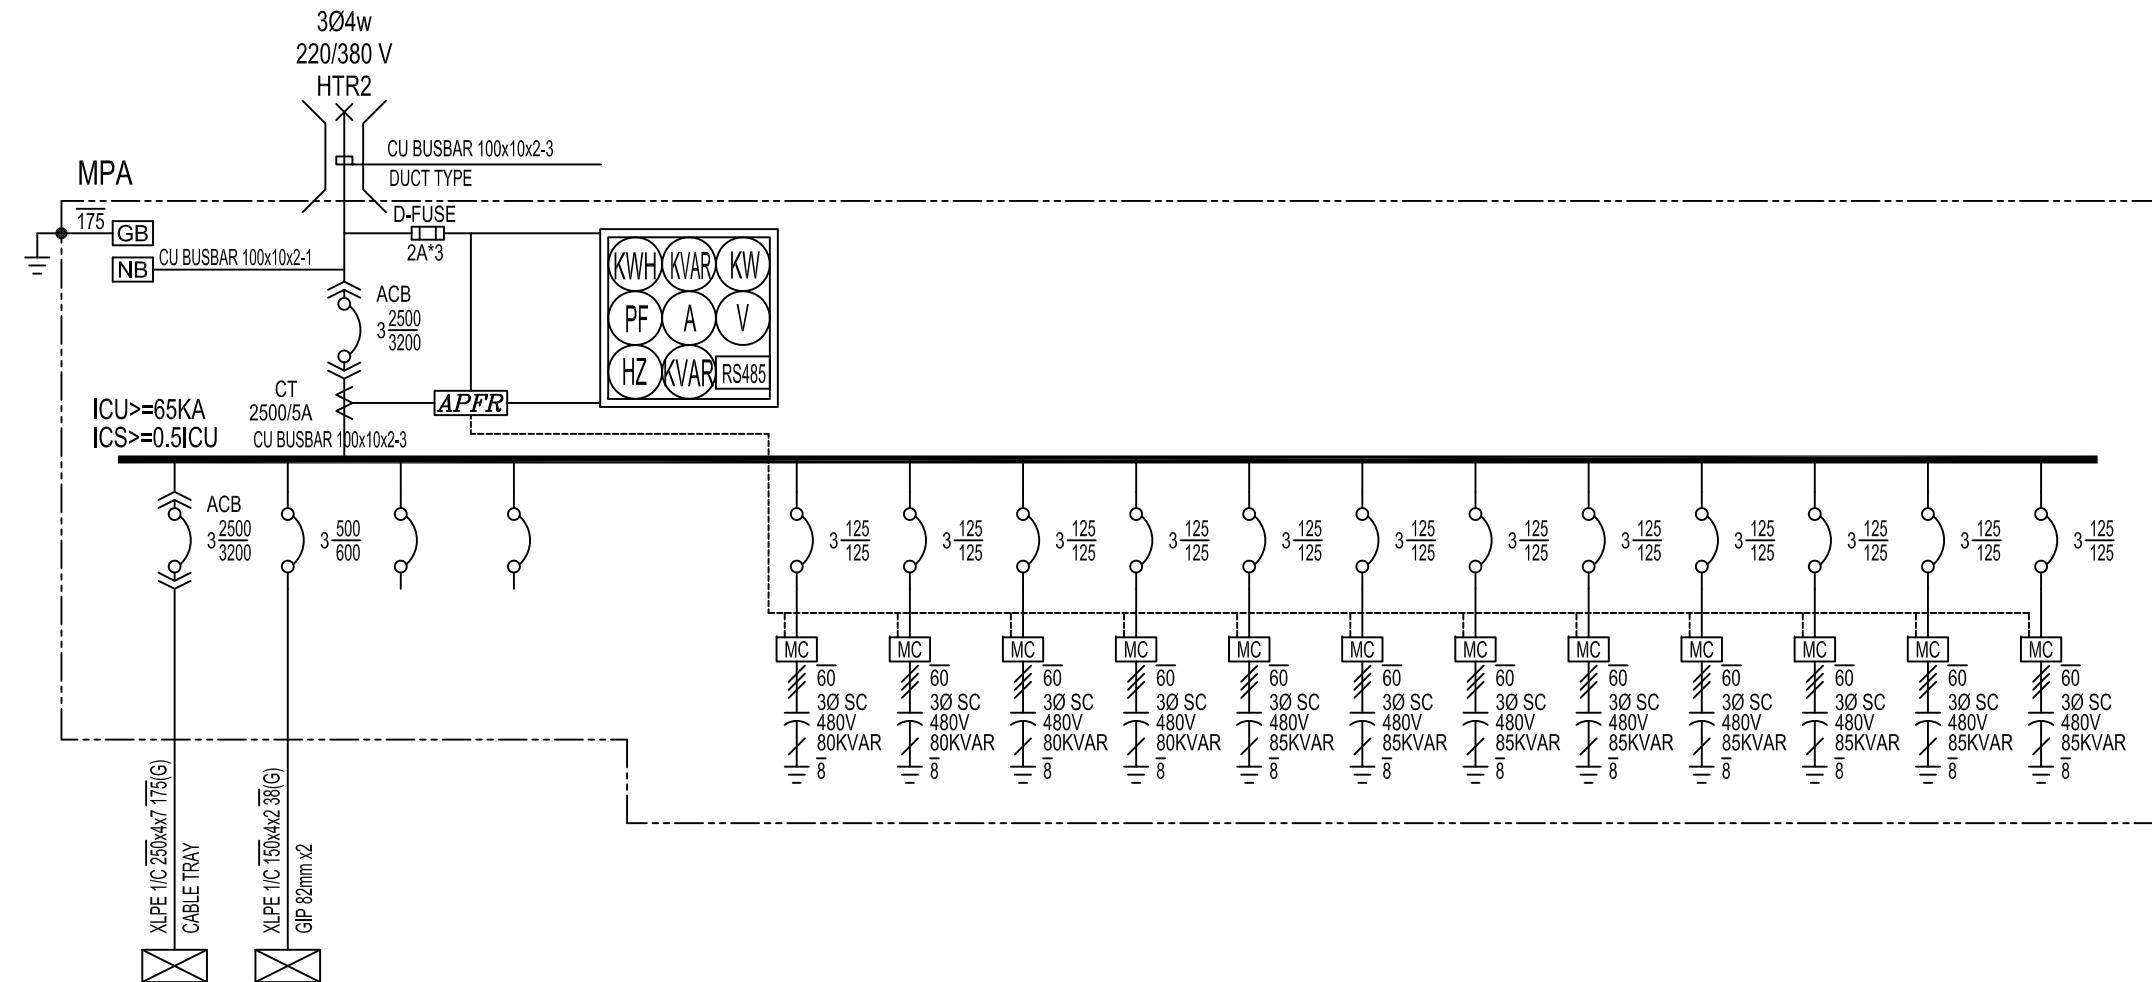 3Ø4w
220/380 V
HTR2
CU BUSBAR 100x10x2-3
DUCT TYPE
MPA
175
GB
NB
CU BUSBAR 100x10x2-1
D-FUSE
2A*3
KWH KVAR KW
PF A V
HZ KVAR RS485
ACB
3 2500
3200
CT
2500/5A
APFR
ICU>=65KA
ICS>=0.5ICU
CU BUSBAR 100x10x2-3
ACB
3 2500
3200
3 500
600
3 125 3 125 3 125 3 125 3 125 3 125 3 125 3 125 3 125 3 125 3 125 3 125
125 125 125 125 125 125 125 125 125 125 125 125
MC MC MC MC MC MC MC MC MC MC MC MC
60 60 60 60 60 60 60 60 60 60 60 60
3Ø SC 3Ø SC 3Ø SC 3Ø SC 3Ø SC 3Ø SC 3Ø SC 3Ø SC 3Ø SC 3Ø SC 3Ø SC 3Ø SC
480V 480V 480V 480V 480V 480V 480V 480V 480V 480V 480V 480V
80KVAR 80KVAR 80KVAR 80KVAR 85KVAR 85KVAR 85KVAR 85KVAR 85KVAR 85KVAR 85KVAR 85KVAR
8 8 8 8 8 8 8 8 8 8 8 8
XLPE 1/C 250x4x7 175(G)
CABLE TRAY
XLPE 1/C 150x4x2 38(G)
GIP 82mm x2